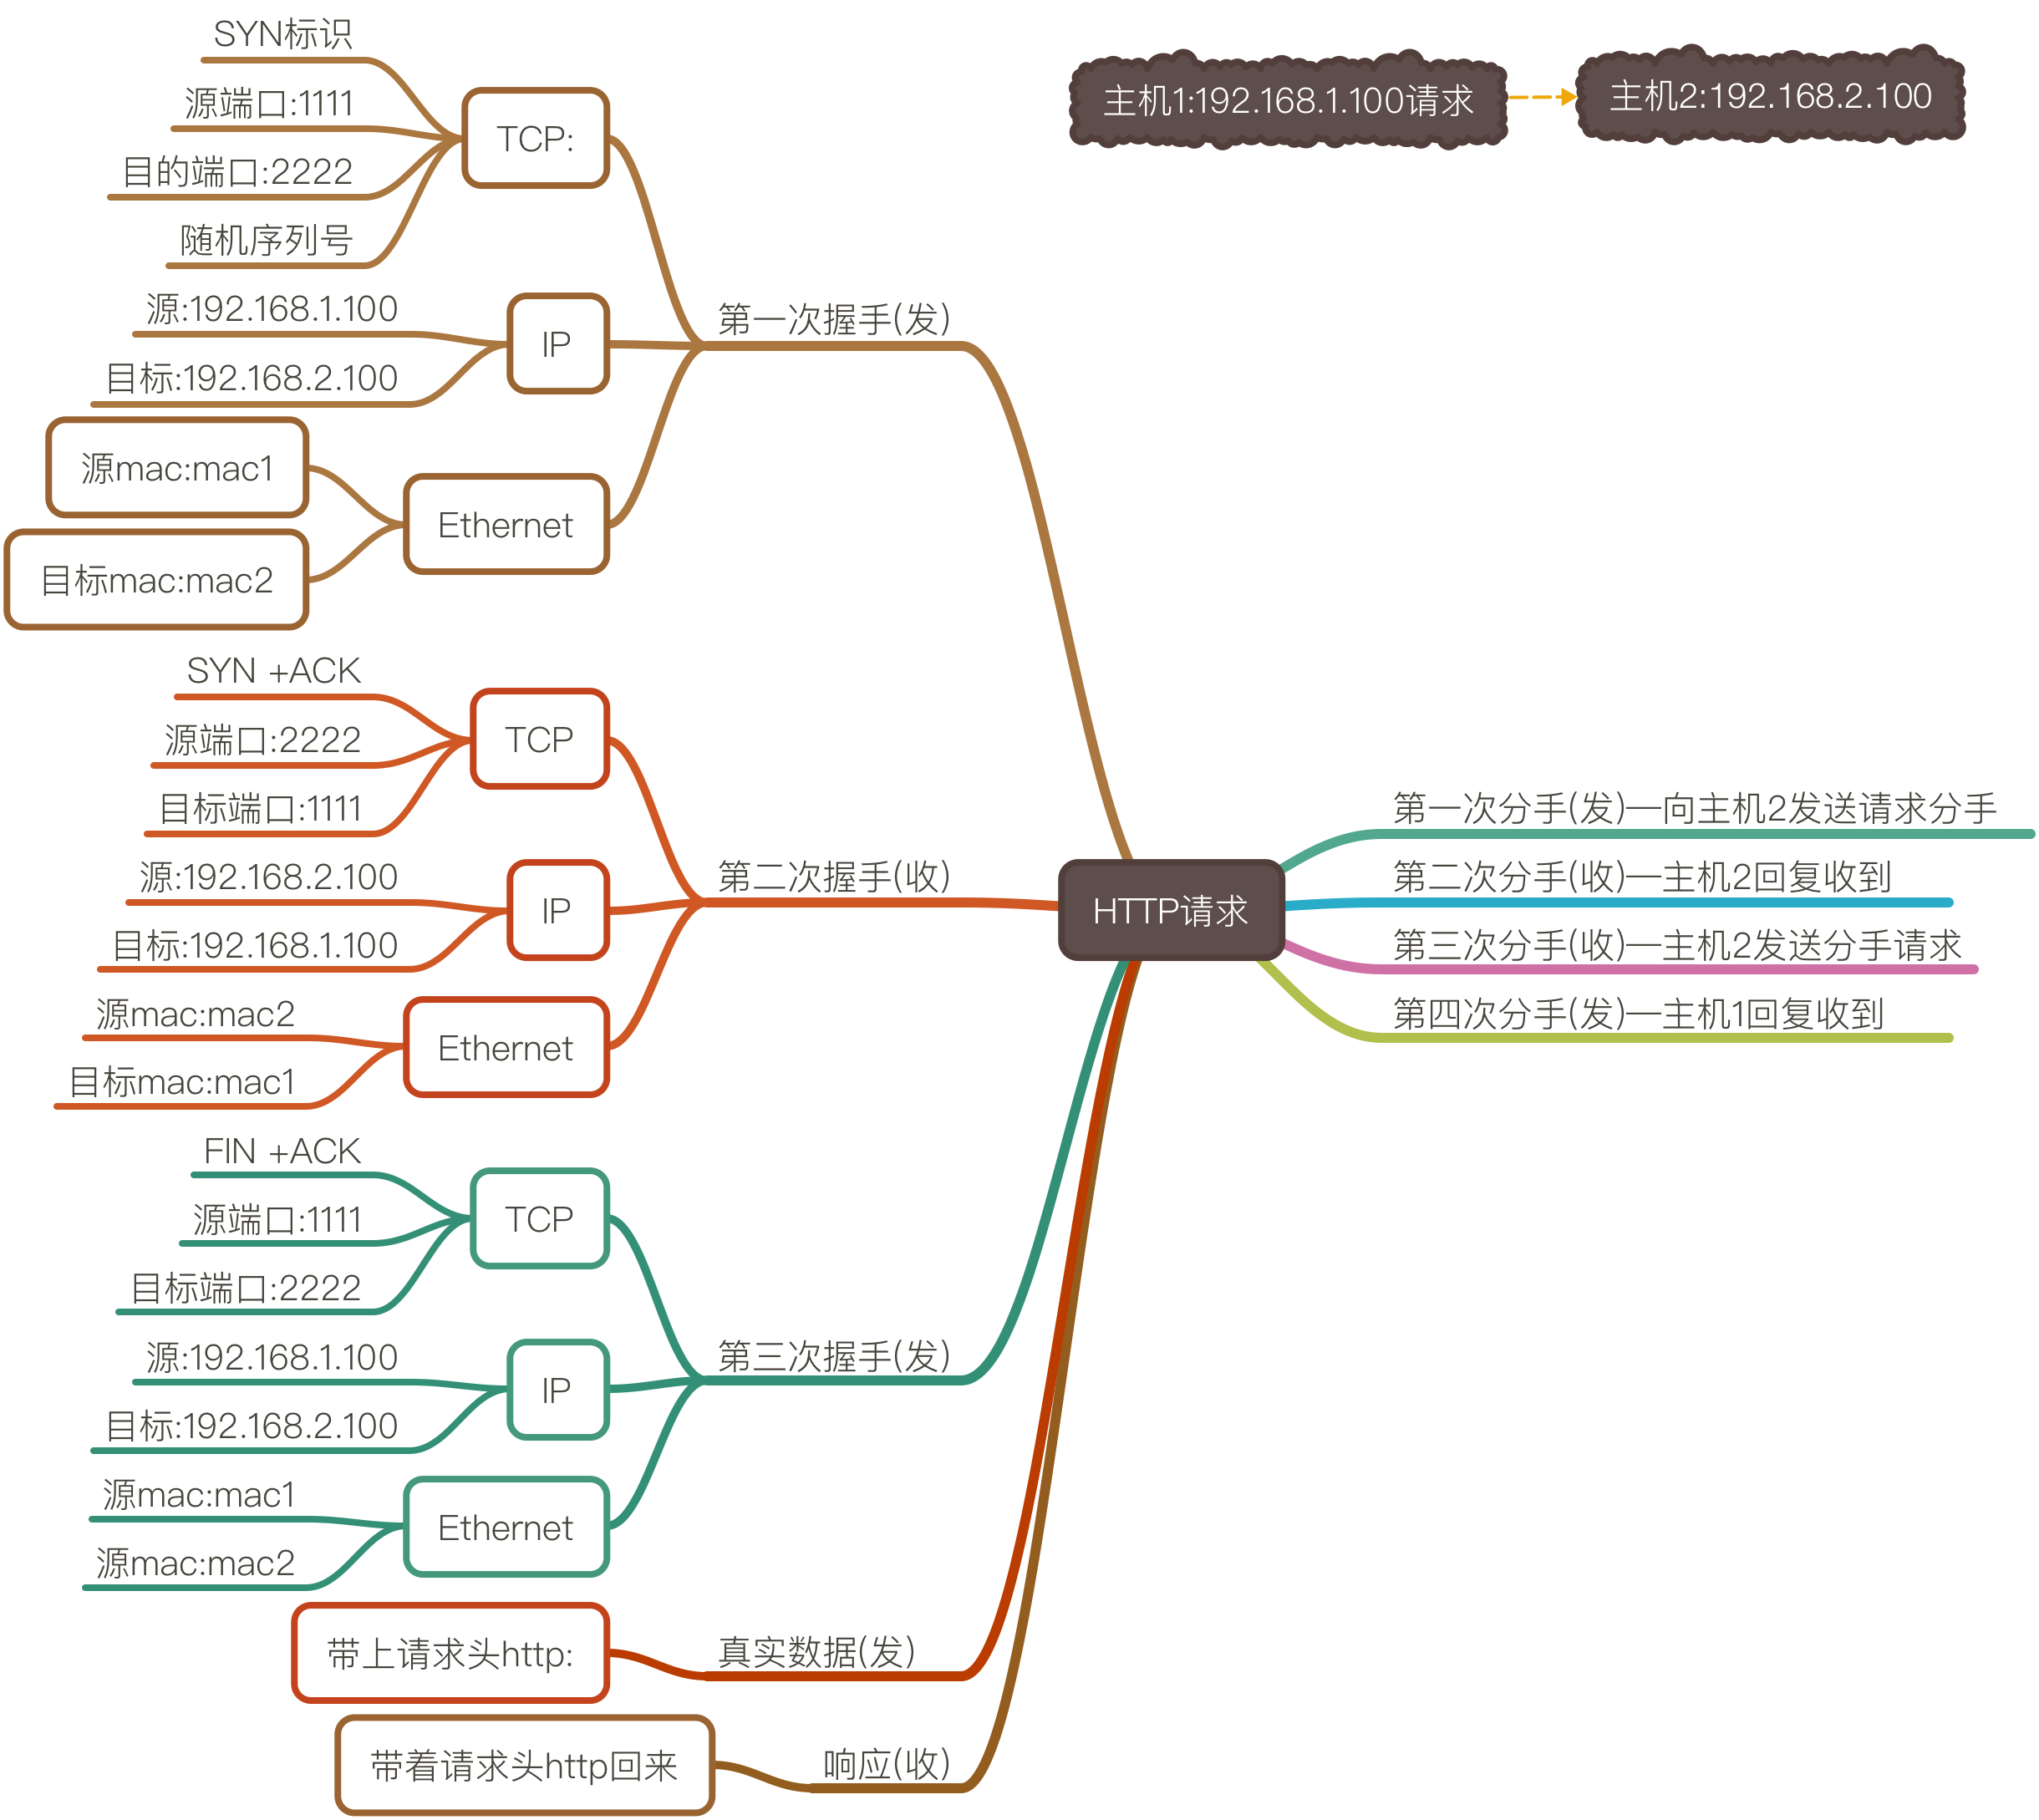 主机1:192.168.1.100请求
主机2:192.168.2.100
HTTP请求
第一次握手(发)
TCP:
SYN标识
源端口:1111
目的端口:2222
随机序列号
IP
源:192.168.1.100
目标:192.168.2.100
Ethernet
源mac:mac1
目标mac:mac2
第二次握手(收)
TCP
SYN +ACK
源端口:2222
目标端口:1111
IP
源:192.168.2.100
目标:192.168.1.100
Ethernet
源mac:mac2
目标mac:mac1
第三次握手(发)
TCP
FIN +ACK
源端口:1111
目标端口:2222
IP
源:192.168.1.100
目标:192.168.2.100
Ethernet
源mac:mac1
源mac:mac2
真实数据(发)
带上请求头http:
响应(收)
带着请求头http回来
第一次分手(发)—向主机2发送请求分手
第二次分手(收)—主机2回复收到
第三次分手(收)—主机2发送分手请求
第四次分手(发)—主机1回复收到